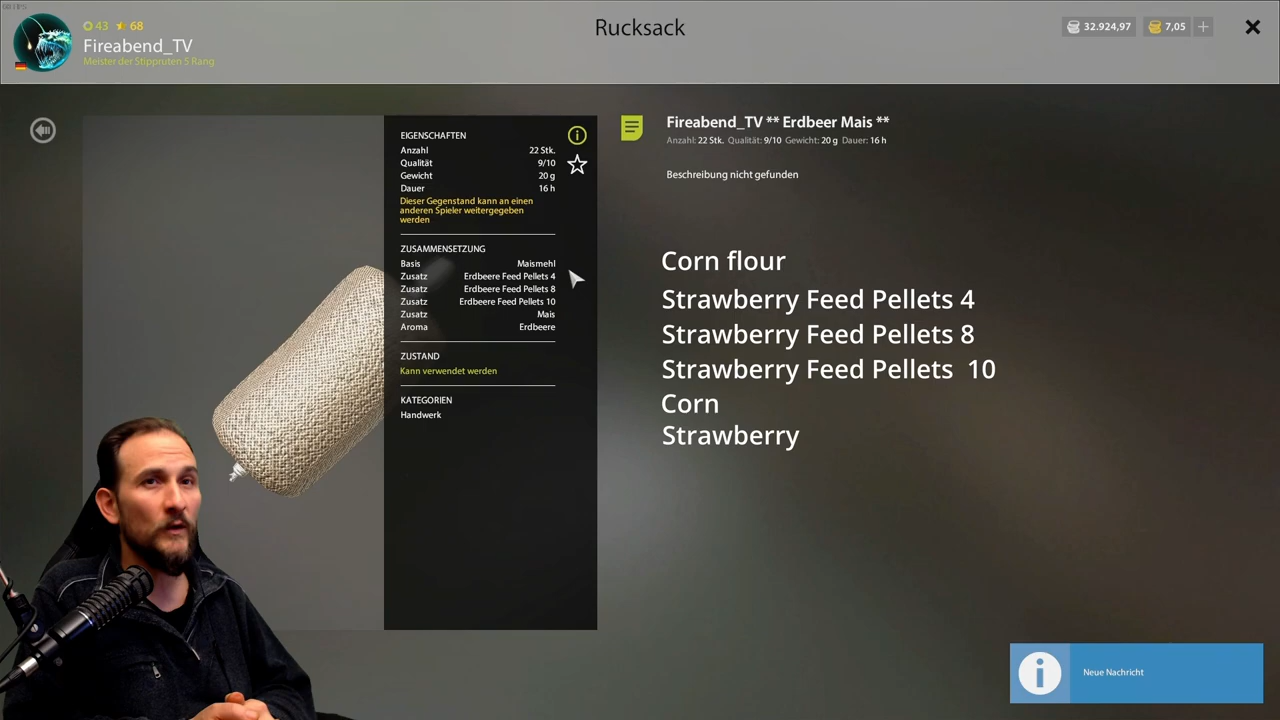 43 68
Fireabend_TV
Meister der Stippruten 5 Rang
Rucksack
32.924,97
7,05
EIGENSCHAFTEN
Anzahl 22 Stk.
Qualität 9/10
Gewicht 20 g
Dauer 16 h
Dieser Gegenstand kann an einen
anderen Spieler weitergegeben
werden
ZUSAMMENSETZUNG
Basis Maismehl
Zusatz Erdbeere Feed Pellets 4
Zusatz Erdbeere Feed Pellets 8
Zusatz Erdbeere Feed Pellets 10
Zusatz Mais
Aroma Erdbeere
ZUSTAND
Kann verwendet werden
KATEGORIEN
Handwerk
Fireabend_TV ** Erdbeer Mais **
Anzahl: 22 Stk. Qualität: 9/10 Gewicht: 20 g Dauer: 16 h
Beschreibung nicht gefunden
Corn flour
Strawberry Feed Pellets 4
Strawberry Feed Pellets 8
Strawberry Feed Pellets 10
Corn
Strawberry
Neue Nachricht